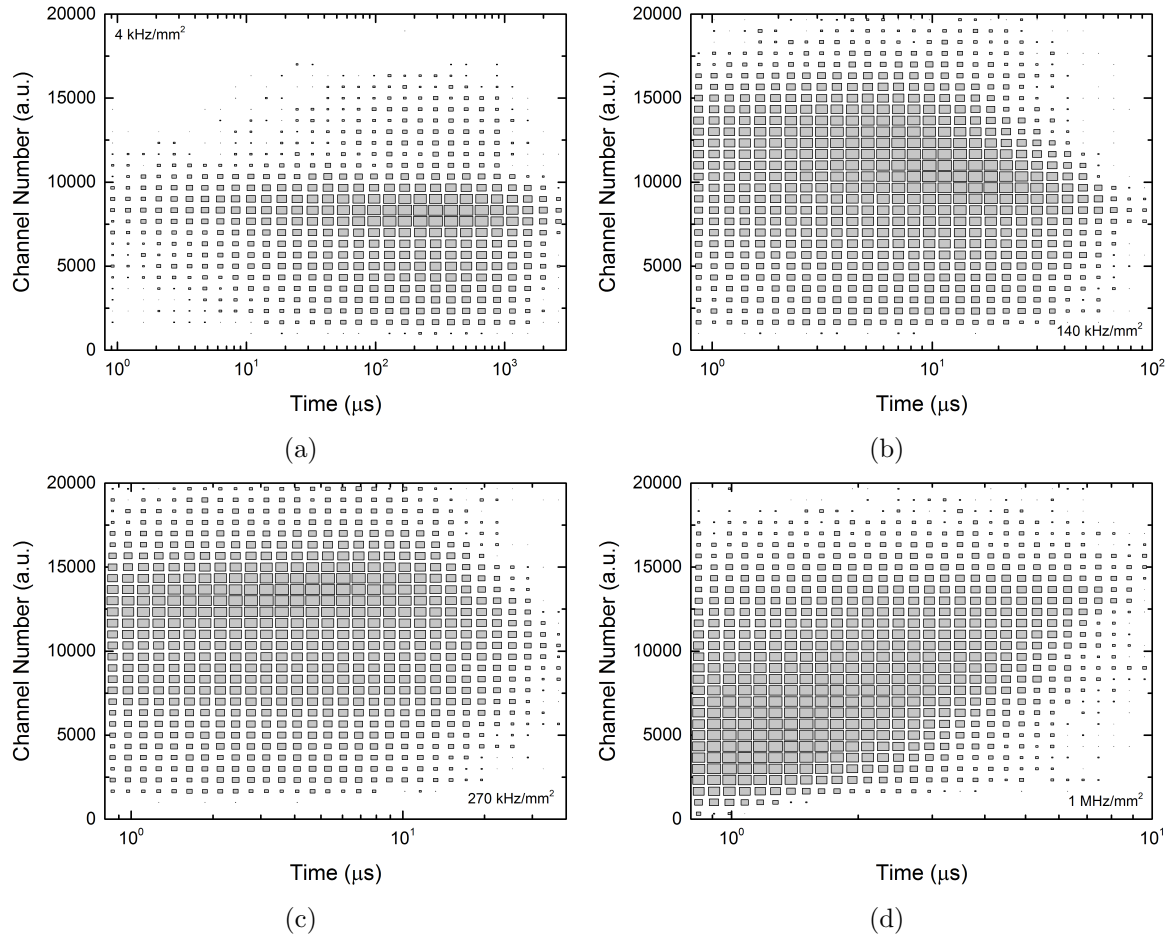 20000
4 kHz/mm²
15000
10000
5000
0
Channel Number (a.u.)
10⁰ 10¹ 10² 10³
Time (μs)
(a)
20000
15000
10000
5000
0
Channel Number (a.u.)
140 kHz/mm²
10⁰ 10¹ 10²
Time (μs)
(b)
20000
15000
10000
5000
0
Channel Number (a.u.)
270 kHz/mm²
10⁰ 10¹
Time (μs)
(c)
20000
15000
10000
5000
0
Channel Number (a.u.)
1 MHz/mm²
10⁰ 10¹
Time (μs)
(d)